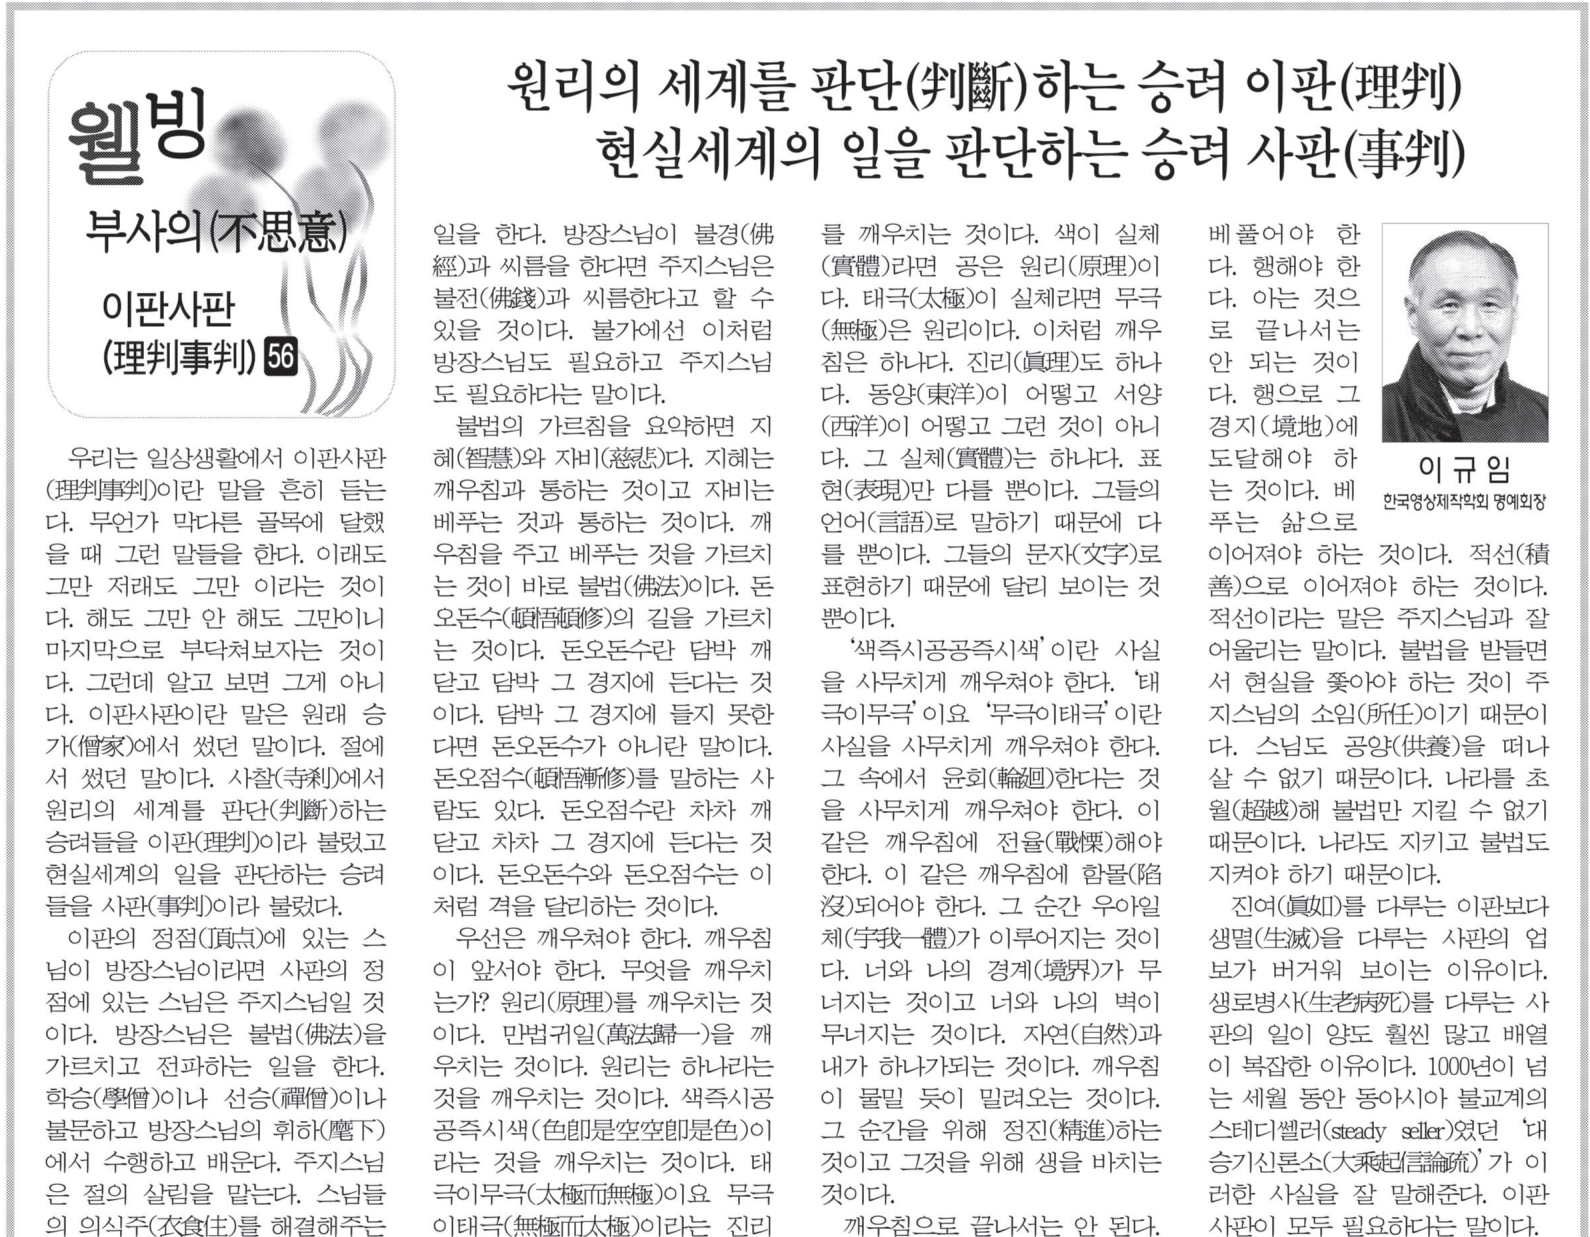 웰빙
부사의(不思意)
이판사판
(理判事判) 56
원리의 세계를 판단(判斷)하는 승려 이판(理判)
현실세계의 일을 판단하는 승려 사판(事判)
우리는 일상생활에서 이판사판
(理判事判)이란 말을 흔히 듣는
다. 무언가 막다른 골목에 달했
을 때 그런 말들을 한다. 이래도
그만 저래도 그만 이라는 것이
다. 해도 그만 안 해도 그만이니
마지막으로 부닥쳐보자는 것이
다. 그런데 알고 보면 그게 아니
다. 이판사판이란 말은 원래 승
가(僧家)에서 썼던 말이다. 절에
서 썼던 말이다. 사찰(寺刹)에서
원리의 세계를 판단(判斷)하는
승려들을 이판(理判)이라 불렀고
현실세계의 일을 판단하는 승려
들을 사판(事判)이라 불렀다.
이판의 정점(頂点)에 있는 스
님이 방장스님이라면 사판의 정
점에 있는 스님은 주지스님일 것
이다. 방장스님은 불법(佛法)을
가르치고 전파하는 일을 한다.
학승(學僧)이나 선승(禪僧)이나
불문하고 방장스님의 휘하(麾下)
에서 수행하고 배운다. 주지스님
은 절의 살림을 맡는다. 스님들
의 의식주(衣食住)를 해결해주는
일을 한다. 방장스님이 불경(佛
經)과 씨름을 한다면 주지스님은
불전(佛錢)과 씨름한다고 할 수
있을 것이다. 불가에선 이처럼
방장스님도 필요하고 주지스님
도 필요하다는 말이다.
불법의 가르침을 요약하면 지
혜(智慧)와 자비(慈悲)다. 지혜는
깨우침과 통하는 것이고 자비는
베푸는 것과 통하는 것이다. 깨
우침을 주고 베푸는 것을 가르치
는 것이 바로 불법(佛法)이다. 돈
오돈수(頓悟頓修)의 길을 가르치
는 것이다. 돈오돈수란 담박 깨
닫고 담박 그 경지에 든다는 것
이다. 담박 그 경지에 들지 못한
다면 돈오돈수가 아니란 말이다.
돈오점수(頓悟漸修)를 말하는 사
람도 있다. 돈오점수란 차차 깨
닫고 차차 그 경지에 든다는 것
이다. 돈오돈수와 돈오점수는 이
처럼 격을 달리하는 것이다.
우선은 깨우쳐야 한다. 깨우침
이 앞서야 한다. 무엇을 깨우치
는가? 원리(原理)를 깨우치는 것
이다. 만법귀일(萬法歸一)을 깨
우치는 것이다. 원리는 하나라는
것을 깨우치는 것이다. 색즉시공
공즉시색(色卽是空空卽是色)이
라는 것을 깨우치는 것이다. 태
극이무극(太極而無極)이요 무극
이태극(無極而太極)이라는 진리
를 깨우치는 것이다. 색이 실체
(實體)라면 공은 원리(原理)이
다. 태극(太極)이 실체라면 무극
(無極)은 원리이다. 이처럼 깨우
침은 하나다. 진리(眞理)도 하나
다. 동양(東洋)이 어떻고 서양
(西洋)이 어떻고 그런 것이 아니
다. 그 실체(實體)는 하나다. 표
현(表現)만 다를 뿐이다. 그들의
언어(言語)로 말하기 때문에 다
를 뿐이다. 그들의 문자(文字)로
표현하기 때문에 달리 보이는 것
뿐이다.
'색즉시공공즉시색'이란 사실
을 사무치게 깨우쳐야 한다. '태
극이무극'이요 '무극이태극'이란
사실을 사무치게 깨우쳐야 한다.
그 속에서 윤회(輪廻)한다는 것
을 사무치게 깨우쳐야 한다. 이
같은 깨우침에 전율(戰慄)해야
한다. 이 같은 깨우침에 함몰(陷
沒)되어야 한다. 그 순간 우아일
체(宇我一體)가 이루어지는 것이
다. 너와 나의 경계(境界)가 무
너지는 것이고 너와 나의 벽이
무너지는 것이다. 자연(自然)과
내가 하나가되는 것이다. 깨우침
이 물밀 듯이 밀려오는 것이다.
그 순간을 위해 정진(精進)하는
것이고 그것을 위해 생을 바치는
것이다.
깨우침으로 끝나서는 안 된다.
베풀어야 한
다. 행해야 한
다. 아는 것으
로 끝나서는
안 되는 것이
다. 행으로 그
경지(境地)에
도달해야 하
는 것이다. 베
푸는 삶으로
이어져야 하는 것이다. 적선(積
善)으로 이어져야 하는 것이다.
적선이라는 말은 주지스님과 잘
어울리는 말이다. 불법을 받들면
서 현실을 쫓아야 하는 것이 주
지스님의 소임(所任)이기 때문이
다. 스님도 공양(供養)을 떠나
살 수 없기 때문이다. 나라를 초
월(超越)해 불법만 지킬 수 없기
때문이다. 나라도 지키고 불법도
지켜야 하기 때문이다.
진여(眞如)를 다루는 이판보다
생멸(生滅)을 다루는 사판의 업
보가 버거워 보이는 이유이다.
생로병사(生老病死)를 다루는 사
판의 일이 양도 훨씬 많고 배열
이 복잡한 이유이다. 1000년이 넘
는 세월 동안 동아시아 불교계의
스테디쎌러(steady seller)였던 '대
승기신론소(大乘起信論疏)'가 이
러한 사실을 잘 말해준다. 이판
사판이 모두 필요하다는 말이다.
이규임
한국영상제작학회 명예회장